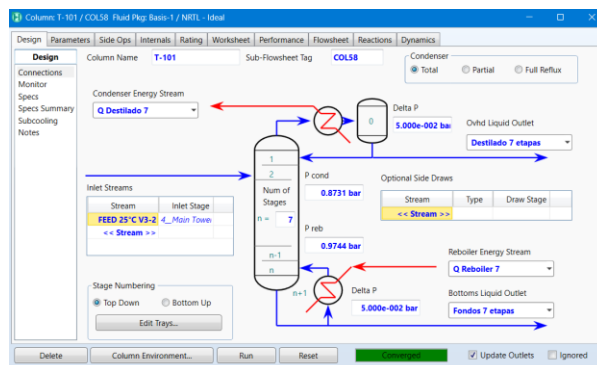 Column: T-101 / COL58 Fluid Pkg: Basis-1 / NRTL - Ideal
Design Parameters Side Ops Internals Rating Worksheet Performance Flowsheet Reactions Dynamics
Design
Connections
Monitor
Specs
Specs Summary
Subcooling
Notes
Column Name T-101 Sub-Flowsheet Tag COL58
Condenser
Total Partial Full Reflux
Condenser Energy Stream
Q Destilado 7
0
Delta P
5.000e-002 bar
Ovhd Liquid Outlet
Destilado 7 etapas
Inlet Streams
Stream Inlet Stage
FEED 25°C V3-2 4__Main Tower
<< Stream >>
1
2
Num of
Stages
n = 7
n-1
n
n+1
P cond
0.8731 bar
P reb
0.9744 bar
Optional Side Draws
Stream Type Draw Stage
<< Stream >>
Reboiler Energy Stream
Q Reboiler 7
Delta P
5.000e-002 bar
Bottoms Liquid Outlet
Fondos 7 etapas
Stage Numbering
Top Down Bottom Up
Edit Trays...
Delete Column Environment... Run Reset Converged Update Outlets Ignored